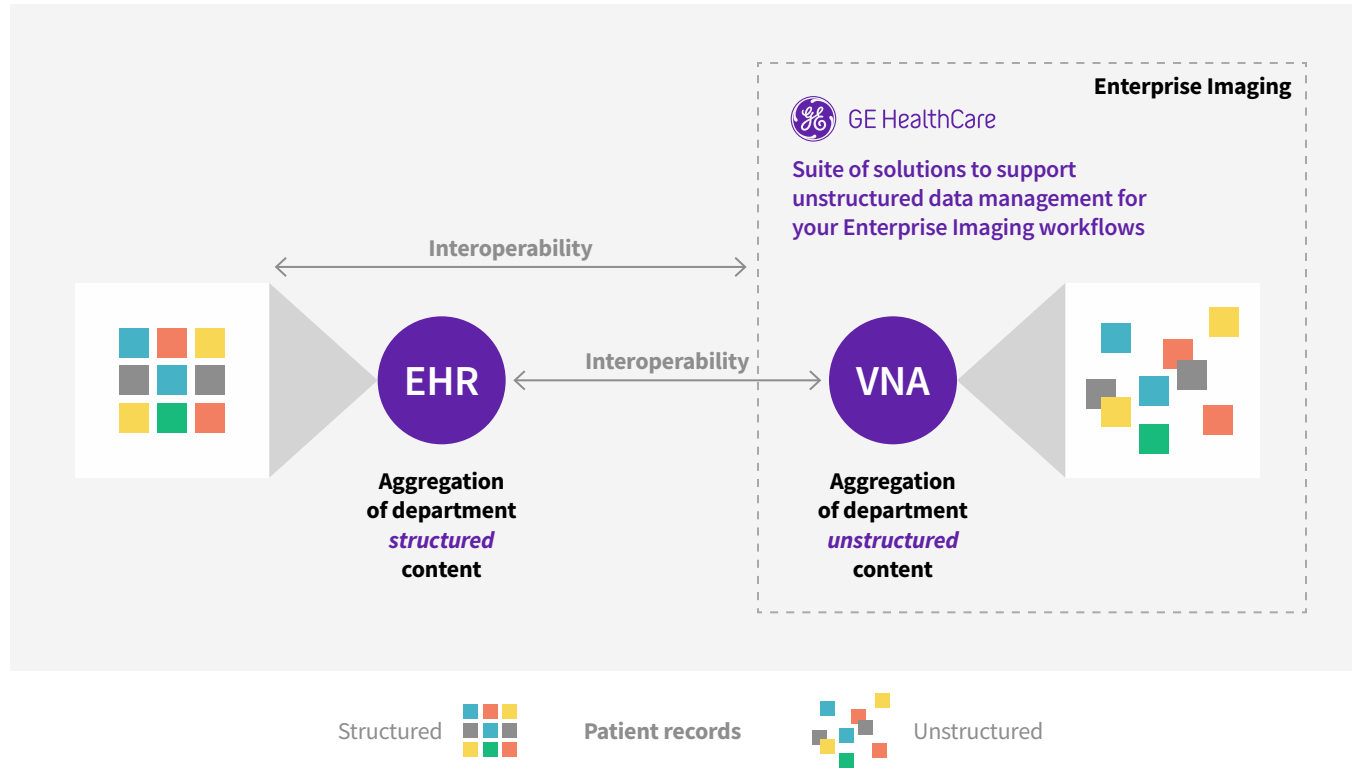 Enterprise Imaging
GE HealthCare
Suite of solutions to support
unstructured data management for
your Enterprise Imaging workflows
Interoperability
Interoperability
EHR
VNA
Aggregation
of department
structured
content
Aggregation
of department
unstructured
content
Structured
Patient records
Unstructured